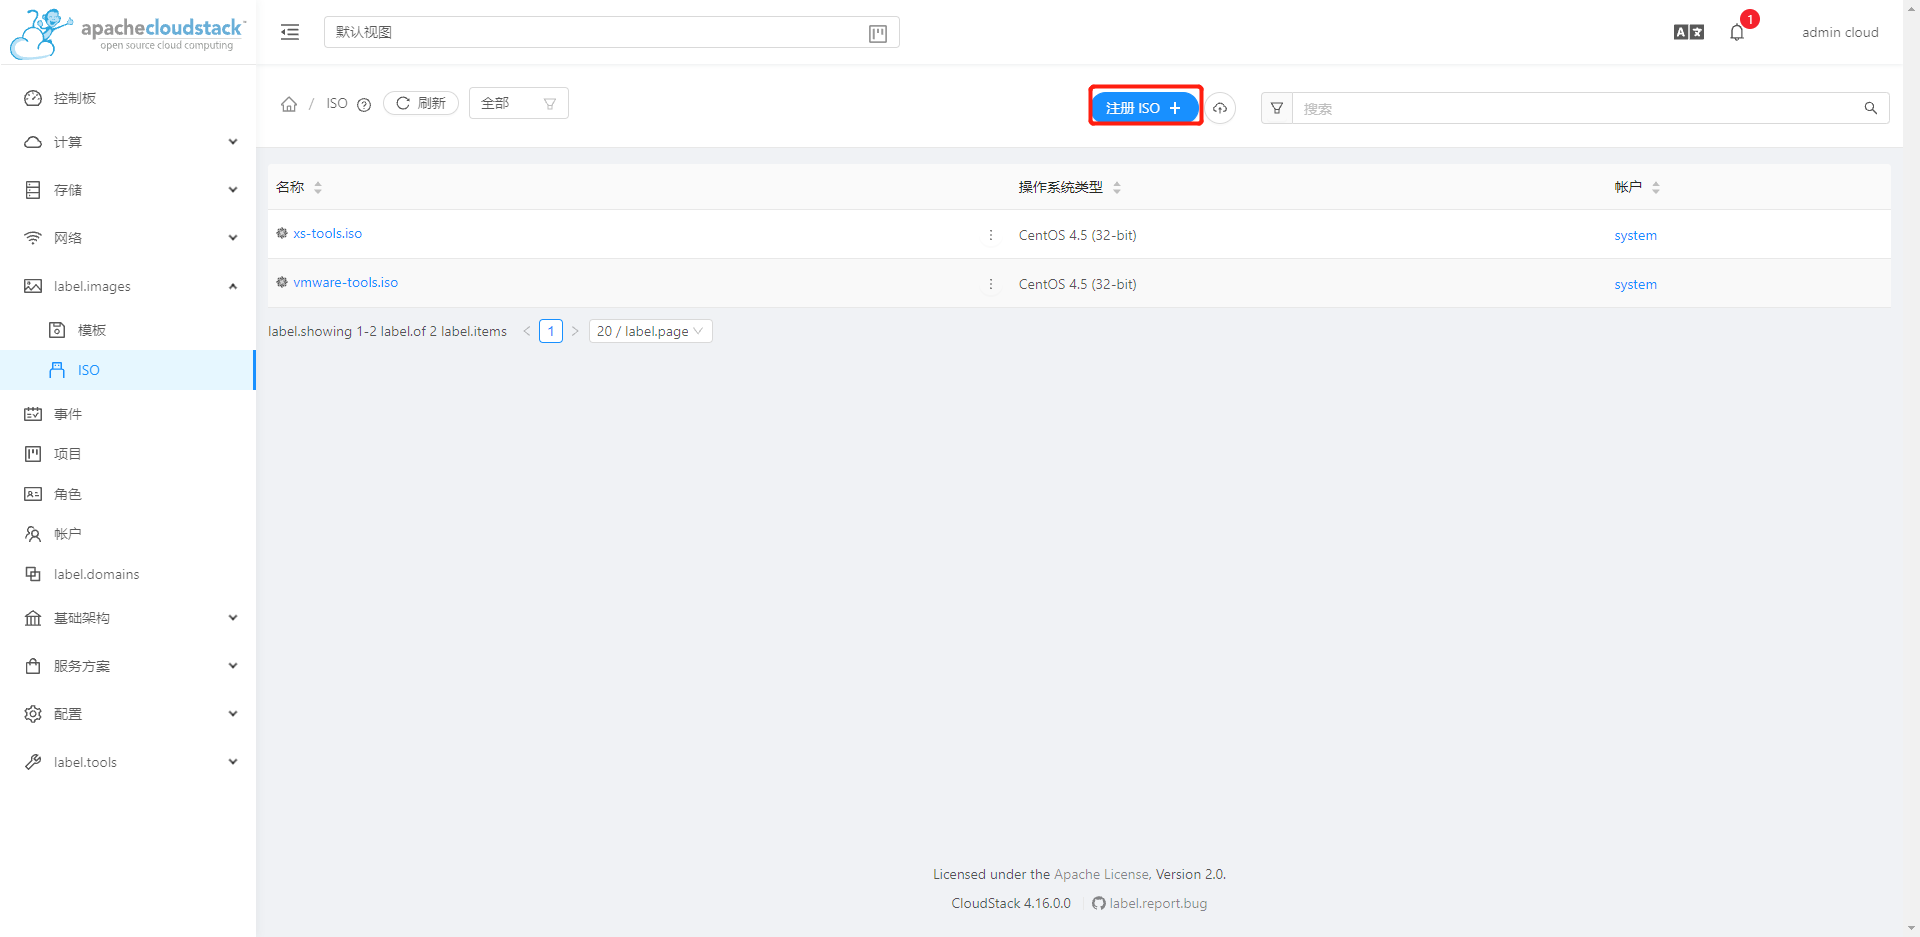 apachecloudstack™
open source cloud computing
默认视图
1
admin cloud
控制板
计算
存储
网络
label.images
模板
ISO
事件
项目
角色
帐户
label.domains
基础架构
服务方案
配置
label.tools
/ ISO 刷新 全部
注册 ISO +
搜索
名称 操作系统类型 帐户
xs-tools.iso CentOS 4.5 (32-bit) system
vmware-tools.iso CentOS 4.5 (32-bit) system
label.showing 1-2 label.of 2 label.items < 1 > 20 / label.page
Licensed under the Apache License, Version 2.0.
CloudStack 4.16.0.0 label.report.bug